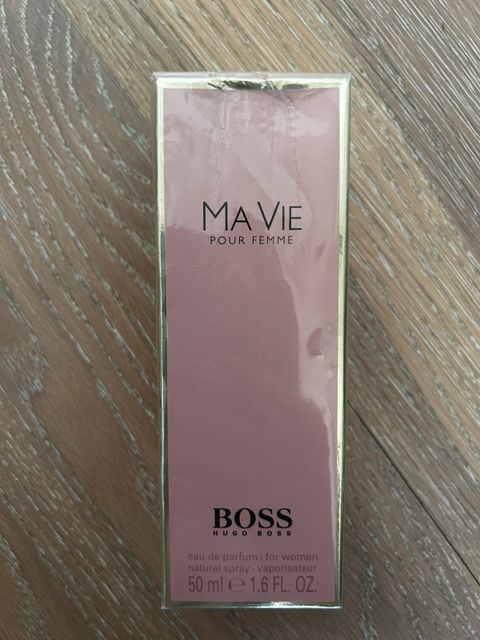 MA VIE
POUR FEMME
BOSS
HUGO BOSS
eau de parfum - for women
natural spray - vaporisateur
50 ml ℮ 1.6 FL. OZ.